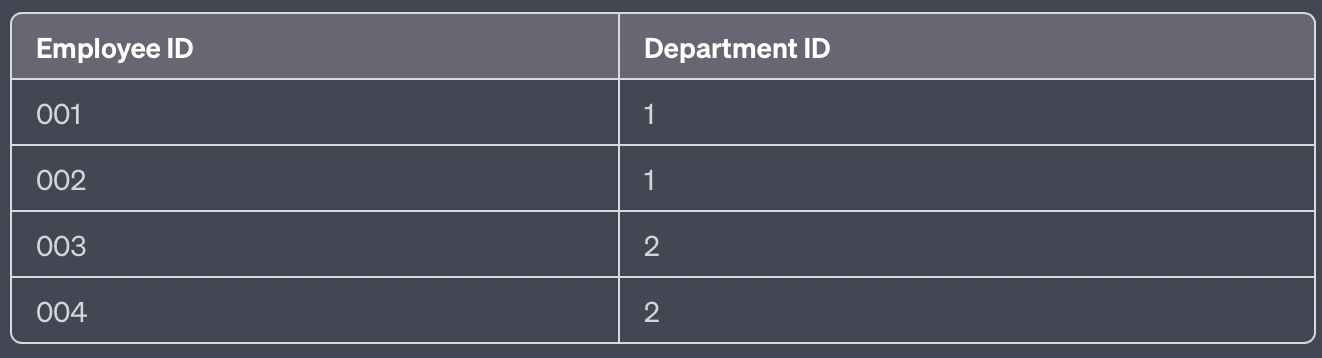 Employee ID Department ID
001 1
002 1
003 2
004 2